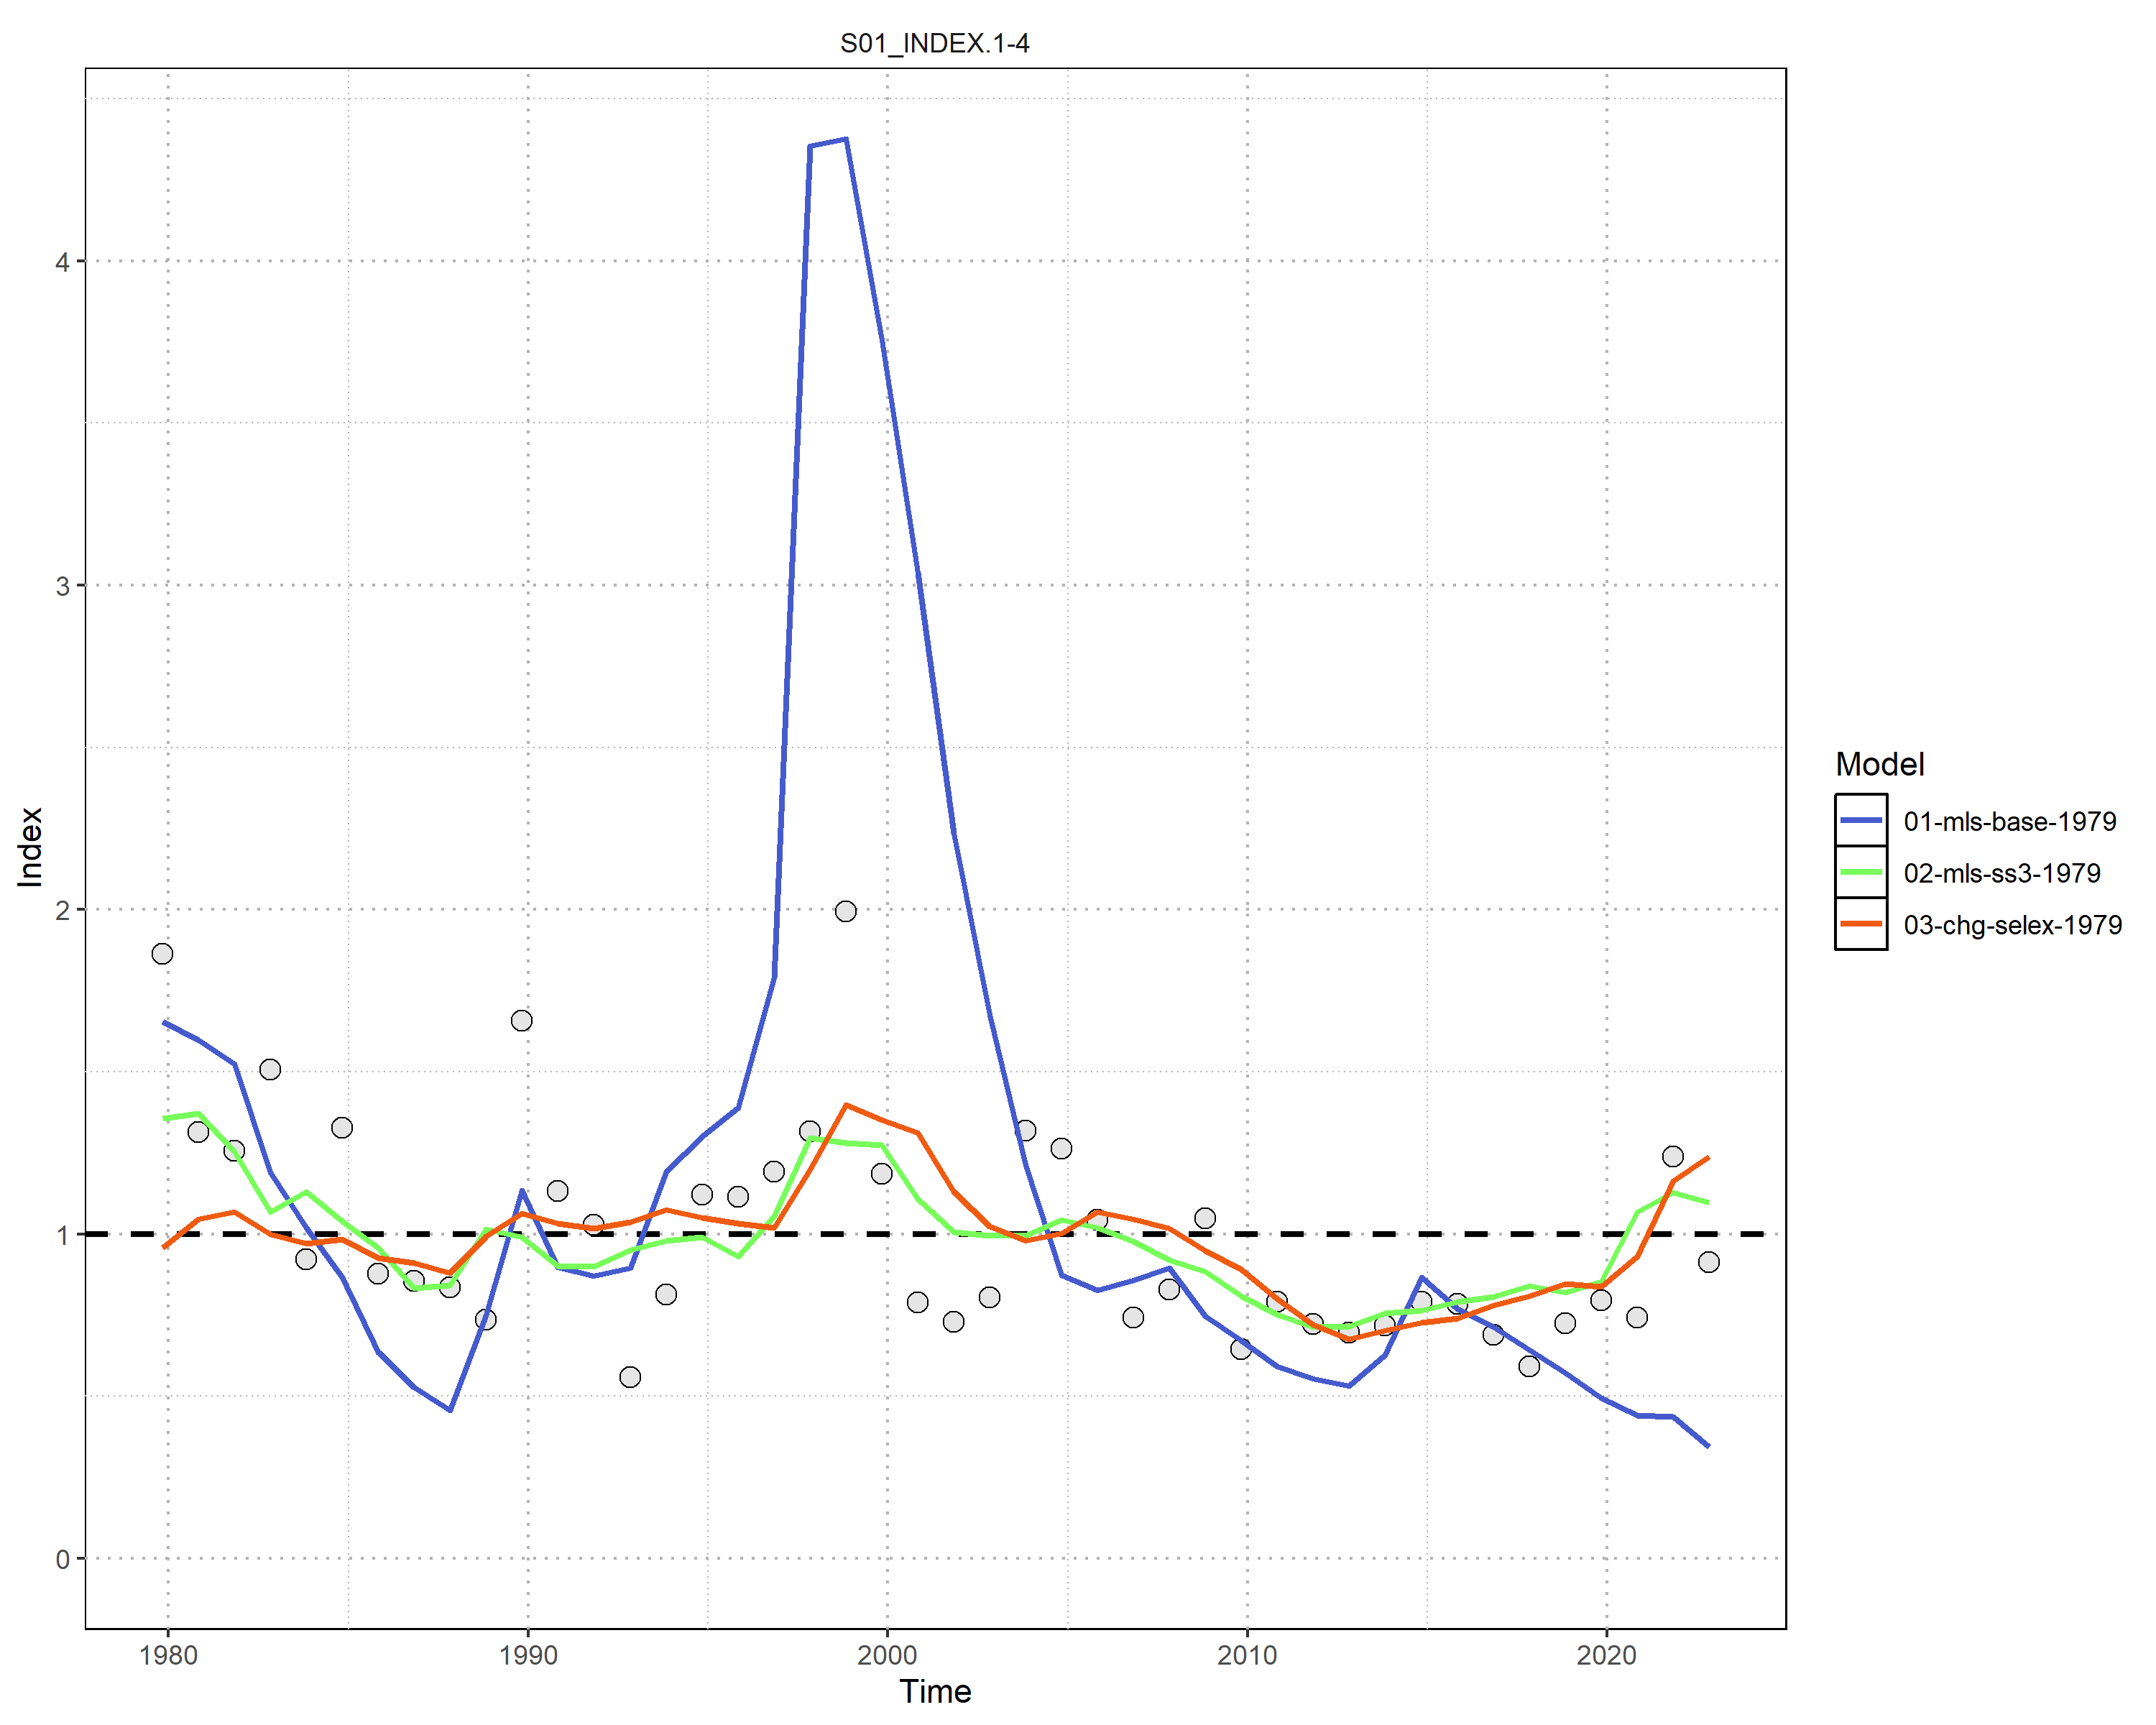 S01_INDEX.1-4
Index
4
3
2
1
0
1980 1990 2000 2010 2020
Time
Model
01-mls-base-1979
02-mls-ss3-1979
03-chg-selex-1979